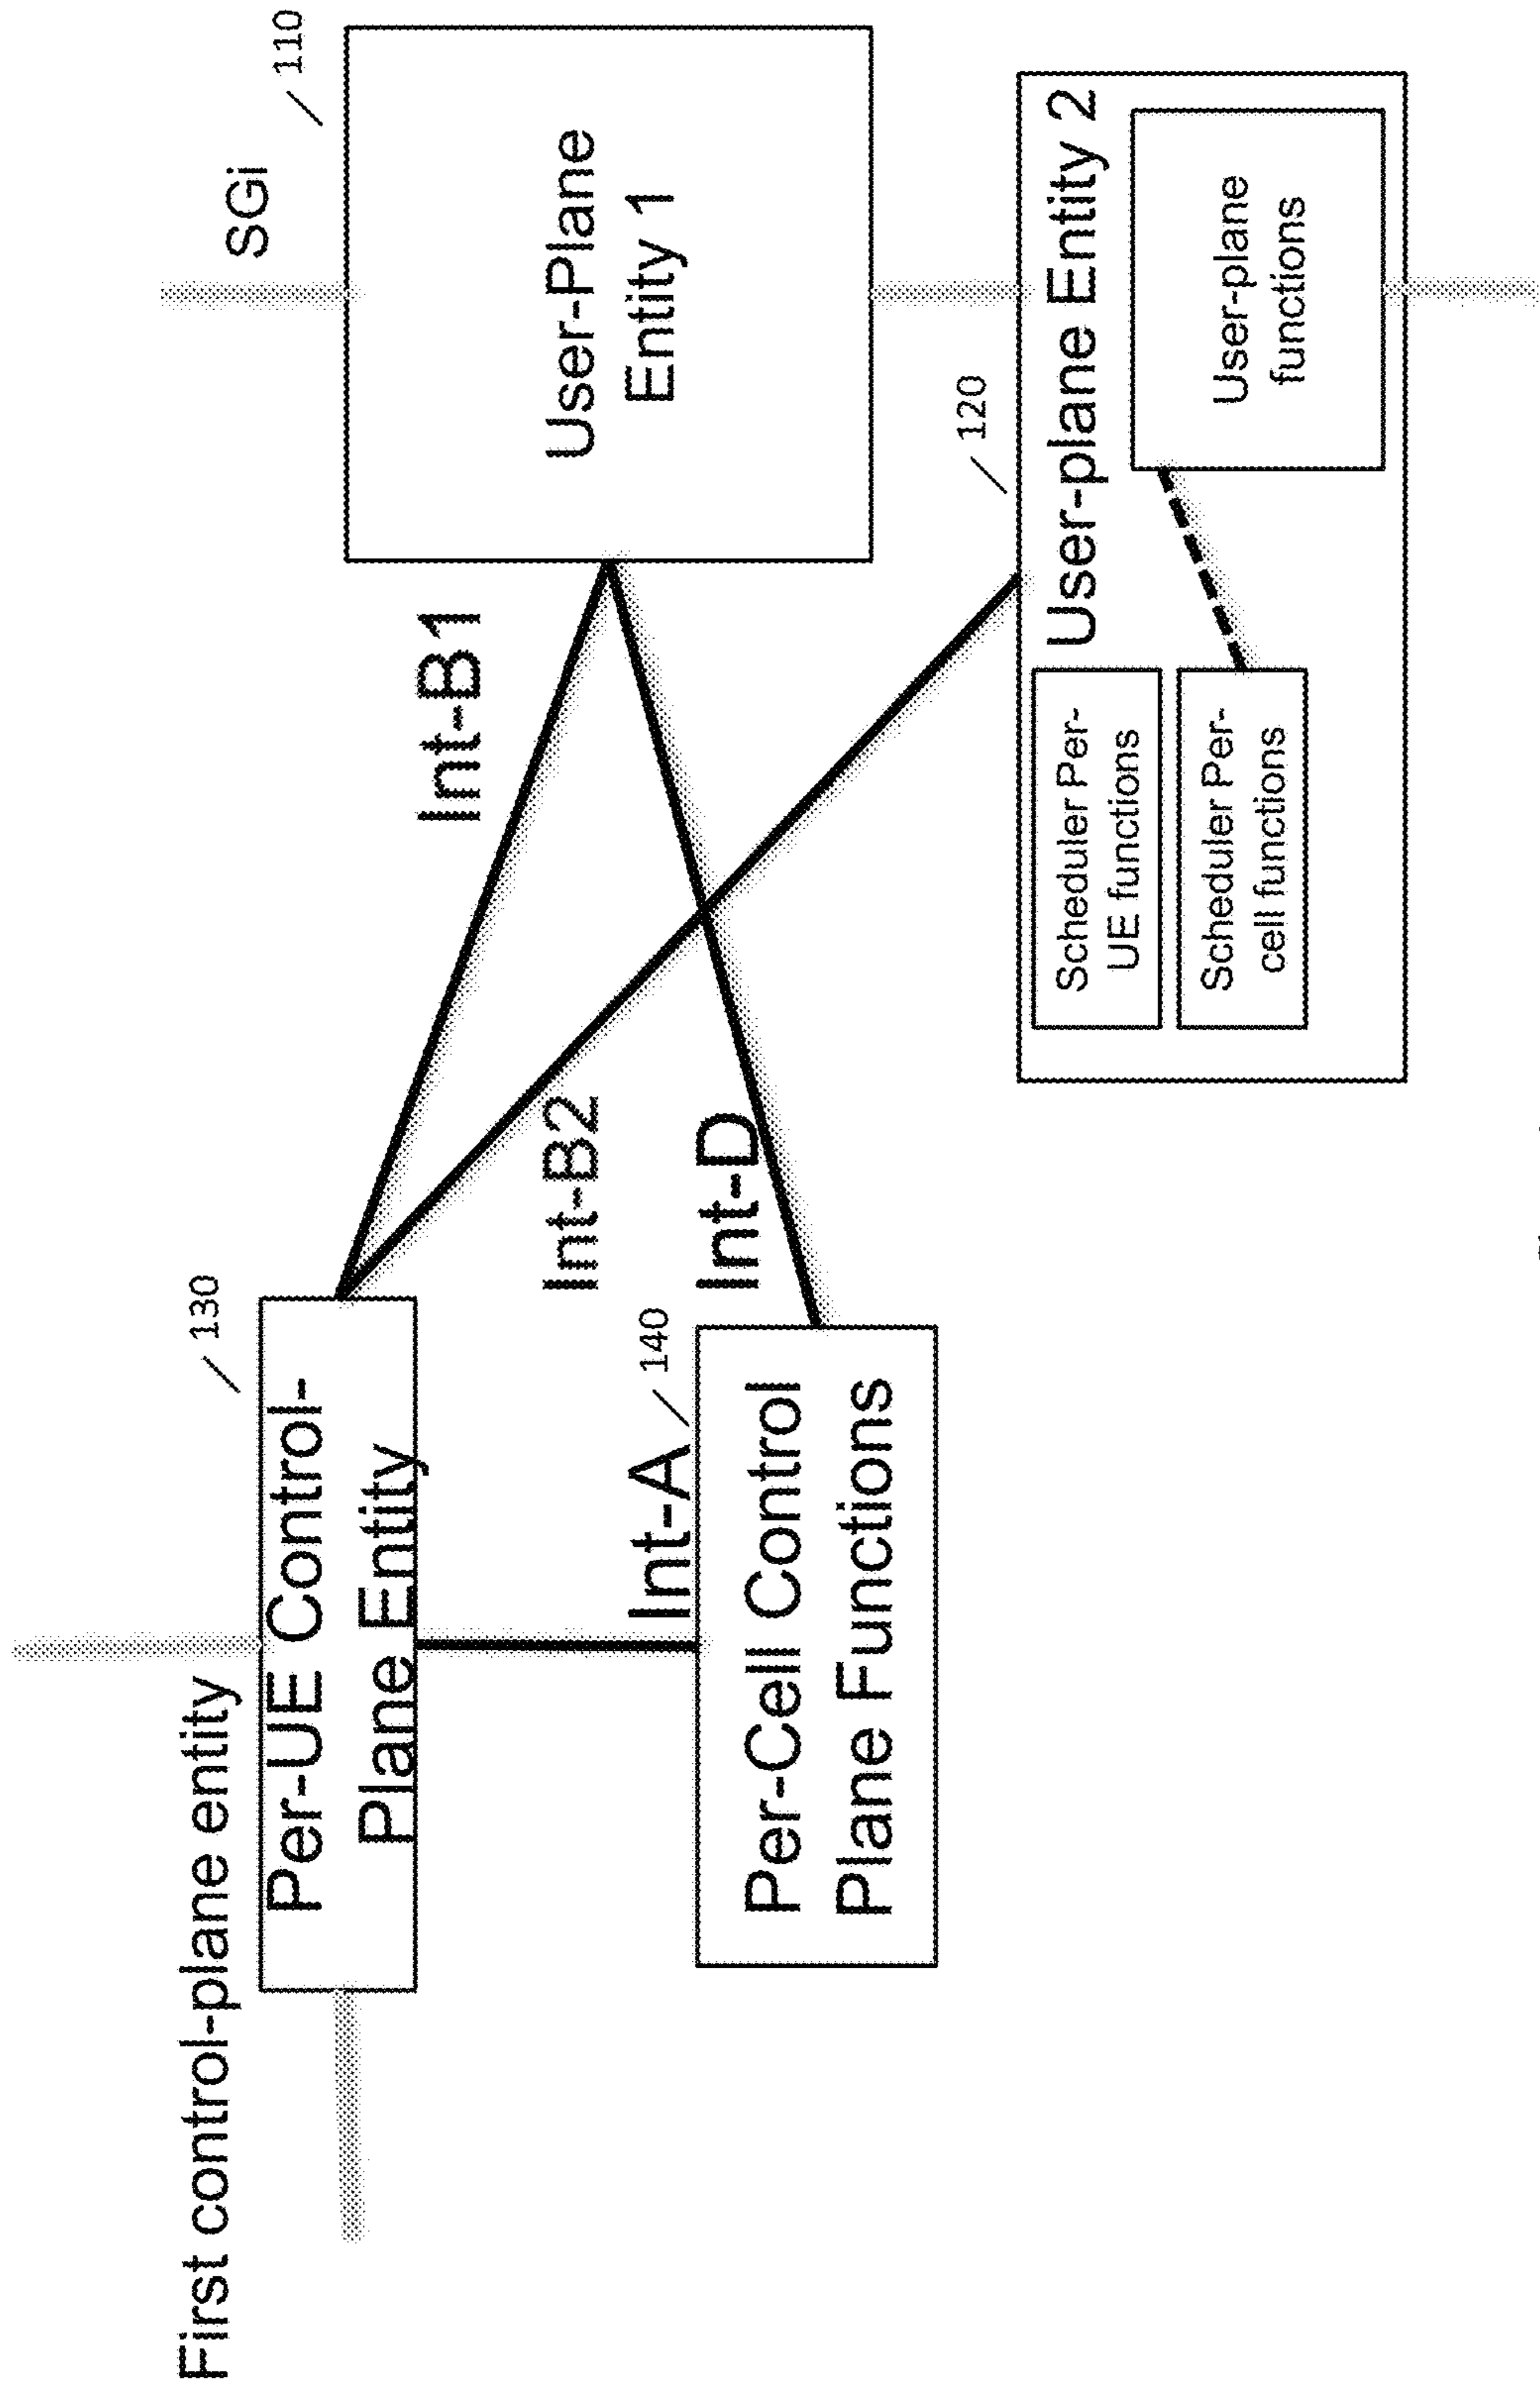 First control-plane entity
130
Per-UE Control-
Plane Entity
Int-A
140
Per-Cell Control
Plane Functions
Int-B1
Int-B2
Int-D
SGi
110
User-Plane
Entity 1
120
User-plane Entity 2
Scheduler Per-
UE functions
Scheduler Per-
cell functions
User-plane
functions